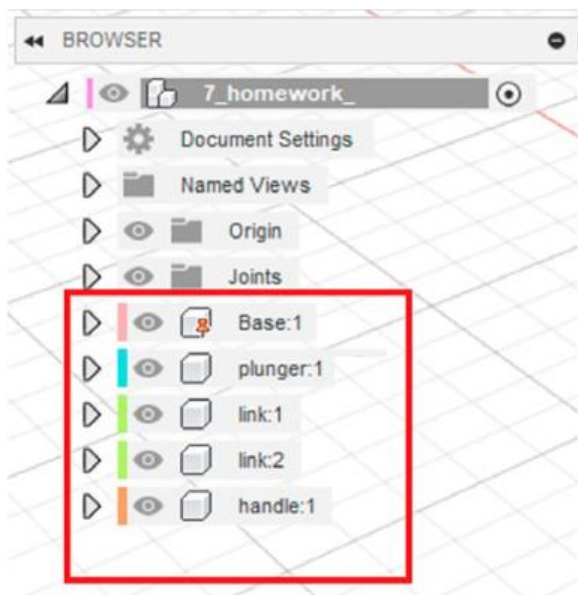 BROWSER
7_homework_
Document Settings
Named Views
Origin
Joints
Base:1
plunger:1
link:1
link:2
handle:1